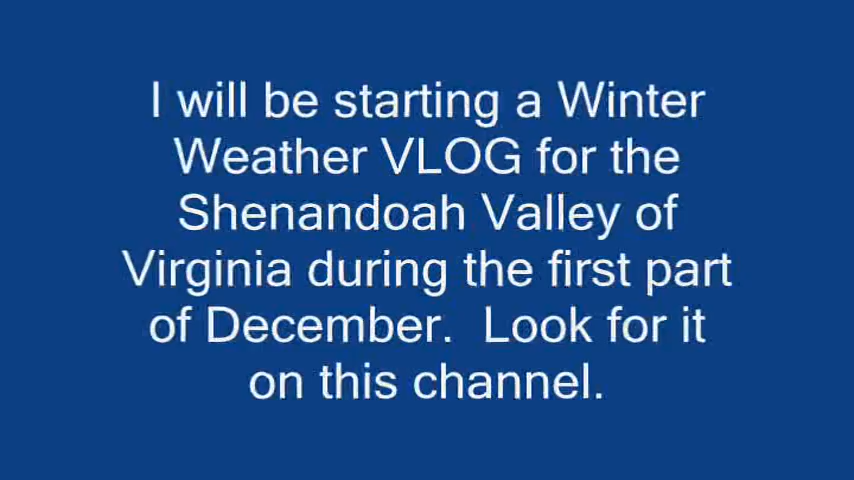 I will be starting a Winter
Weather VLOG for the
Shenandoah Valley of
Virginia during the first part
of December.  Look for it
on this channel.